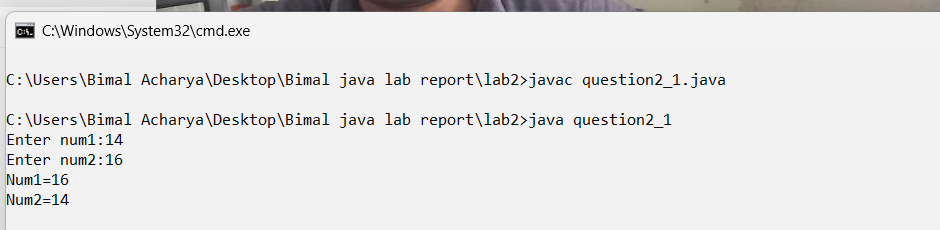 C:\Windows\System32\cmd.exe
C:\Users\Bimal Acharya\Desktop\Bimal java lab report\lab2>javac question2_1.java
C:\Users\Bimal Acharya\Desktop\Bimal java lab report\lab2>java question2_1
Enter num1:14
Enter num2:16
Num1=16
Num2=14